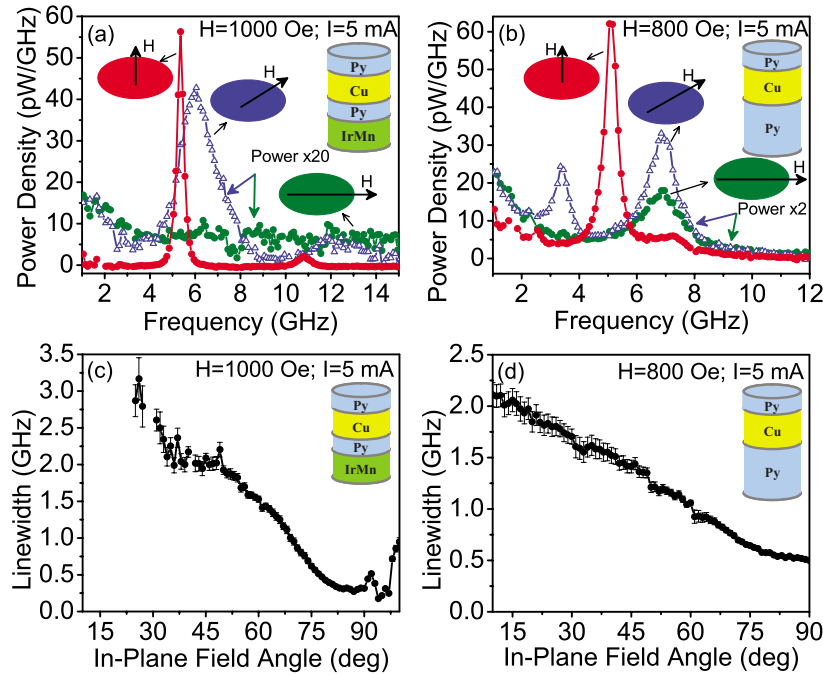 (a) H=1000 Oe; I=5 mA
H
H
Py
Cu
Py
IrMn
Power x20
H
Power Density (pW/GHz)
60
50
40
30
20
10
0
2 4 6 8 10 12 14
Frequency (GHz)
(b) H=800 Oe; I=5 mA
H
H
Py
Cu
Py
H
Power x2
Power Density (pW/GHz)
60
50
40
30
20
10
0
2 4 6 8 10 12
Frequency (GHz)
(c) H=1000 Oe; I=5 mA
Py
Cu
Py
IrMn
Linewidth (GHz)
3.5
3.0
2.5
2.0
1.5
1.0
0.5
0.0
15 30 45 60 75 90
In-Plane Field Angle (deg)
(d) H=800 Oe; I=5 mA
Py
Cu
Py
Linewidth (GHz)
2.5
2.0
1.5
1.0
0.5
0.0
15 30 45 60 75 90
In-Plane Field Angle (deg)